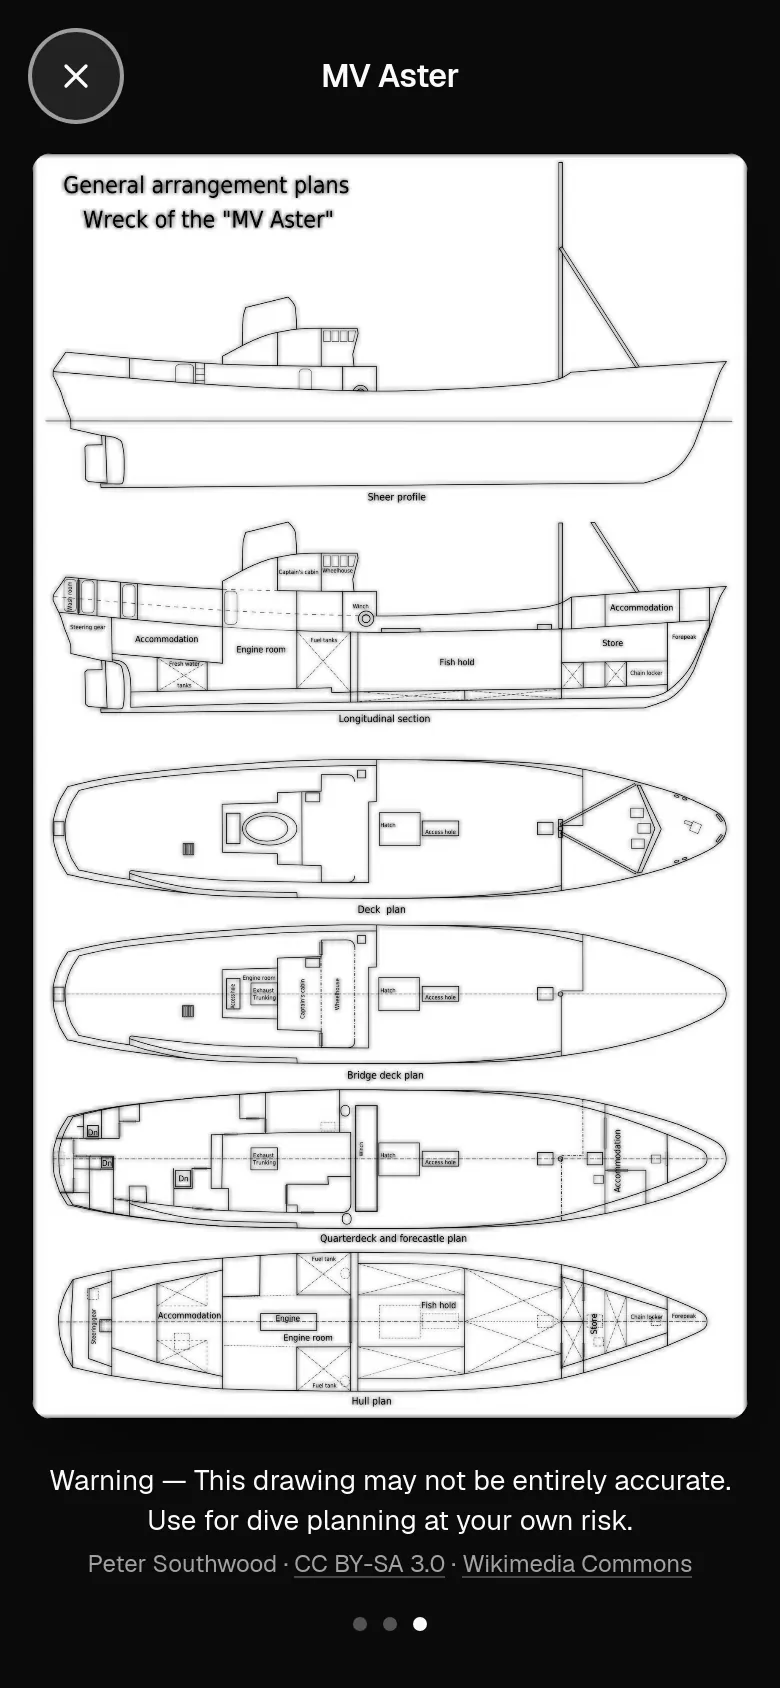 MV Aster
General arrangement plans
Wreck of the "MV Aster"
Sheer profile
Captain's cabin
Wheelhouse
Winch
Steering gear
Accommodation
Engine room
Fuel tanks
Fresh water
tanks
Fish hold
Accommodation
Store
Forepeak
Chain locker
Longitudinal section
Hatch
Access hole
Deck plan
Engine room
Access hole
Exhaust
Trunking
Captain's cabin
Wheelhouse
Hatch
Access hole
Bridge deck plan
Dn
Dn
Dn
Exhaust
Trunking
Winch
Hatch
Access hole
Accommodation
Quarterdeck and forecastle plan
Steering gear
Accommodation
Fuel tank
Engine
Engine room
Fuel tank
Fish hold
Store
Chain locker
Forepeak
Hull plan
Warning — This drawing may not be entirely accurate.
Use for dive planning at your own risk.
Peter Southwood · CC BY-SA 3.0 · Wikimedia Commons